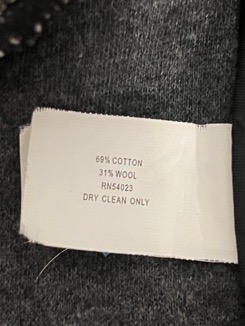 69% COTTON
31% WOOL
RN54023
DRY CLEAN ONLY